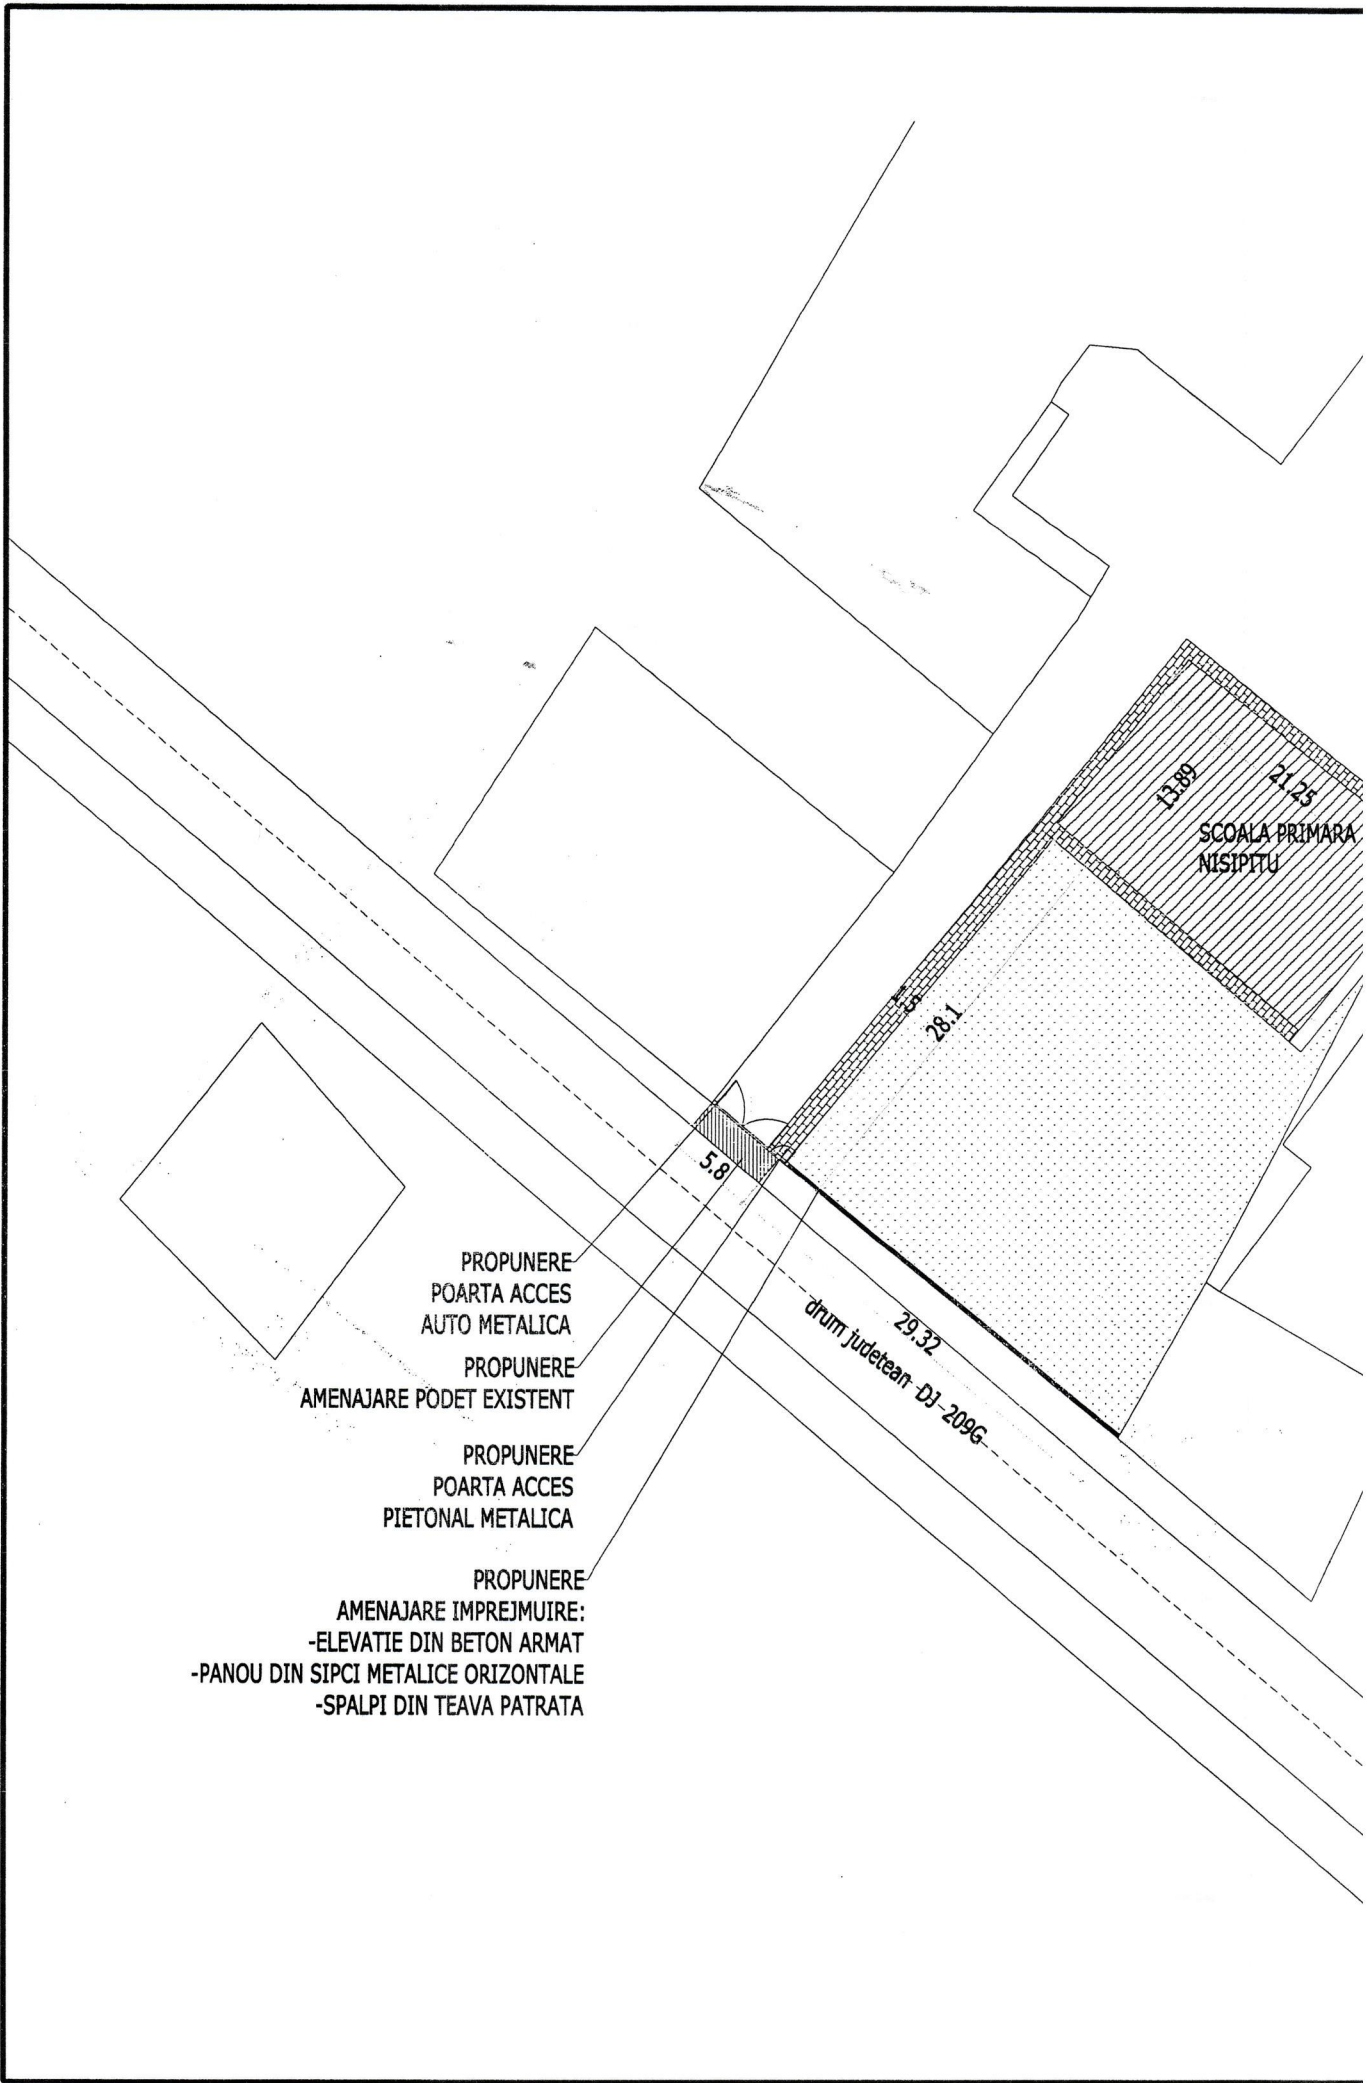 13.89
21.25
SCOALA PRIMARA
NISIPITU
1.5
28.1
5.8
PROPUNERE
POARTA ACCES
AUTO METALICA
PROPUNERE
AMENAJARE PODET EXISTENT
PROPUNERE
POARTA ACCES
PIETONAL METALICA
PROPUNERE
AMENAJARE IMPREJMUIRE:
-ELEVATIE DIN BETON ARMAT
-PANOU DIN SIPCI METALICE ORIZONTALE
-SPALPI DIN TEAVA PATRATA
29.32
drum judetean DJ 209G